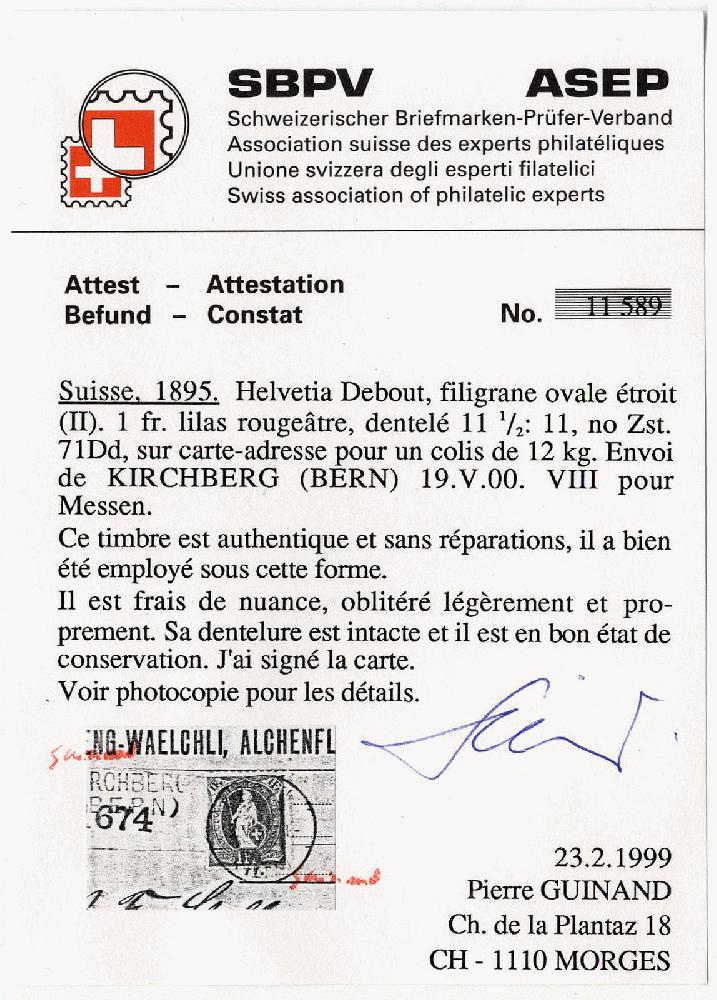 SBPV ASEP
Schweizerischer Briefmarken-Prüfer-Verband
Association suisse des experts philatéliques
Unione svizzera degli esperti filatelici
Swiss association of philatelic experts
Attest – Attestation
Befund – Constat
No. 11 589
Suisse, 1895. Helvetia Debout, filigrane ovale étroit
(II). 1 fr. lilas rougeâtre, dentelé 11 ½: 11, no Zst.
71Dd, sur carte-adresse pour un colis de 12 kg. Envoi
de KIRCHBERG (BERN) 19.V.00. VIII pour
Messen.
Ce timbre est authentique et sans réparations, il a bien
été employé sous cette forme.
Il est frais de nuance, oblitéré légèrement et pro-
prement. Sa dentelure est intacte et il est en bon état de
conservation. J'ai signé la carte.
Voir photocopie pour les détails.
NG-WAELCHLI, ALCHENFL
RCHBERG
(BERN)
674
Guinand
Guinand
23.2.1999
Pierre GUINAND
Ch. de la Plantaz 18
CH - 1110 MORGES